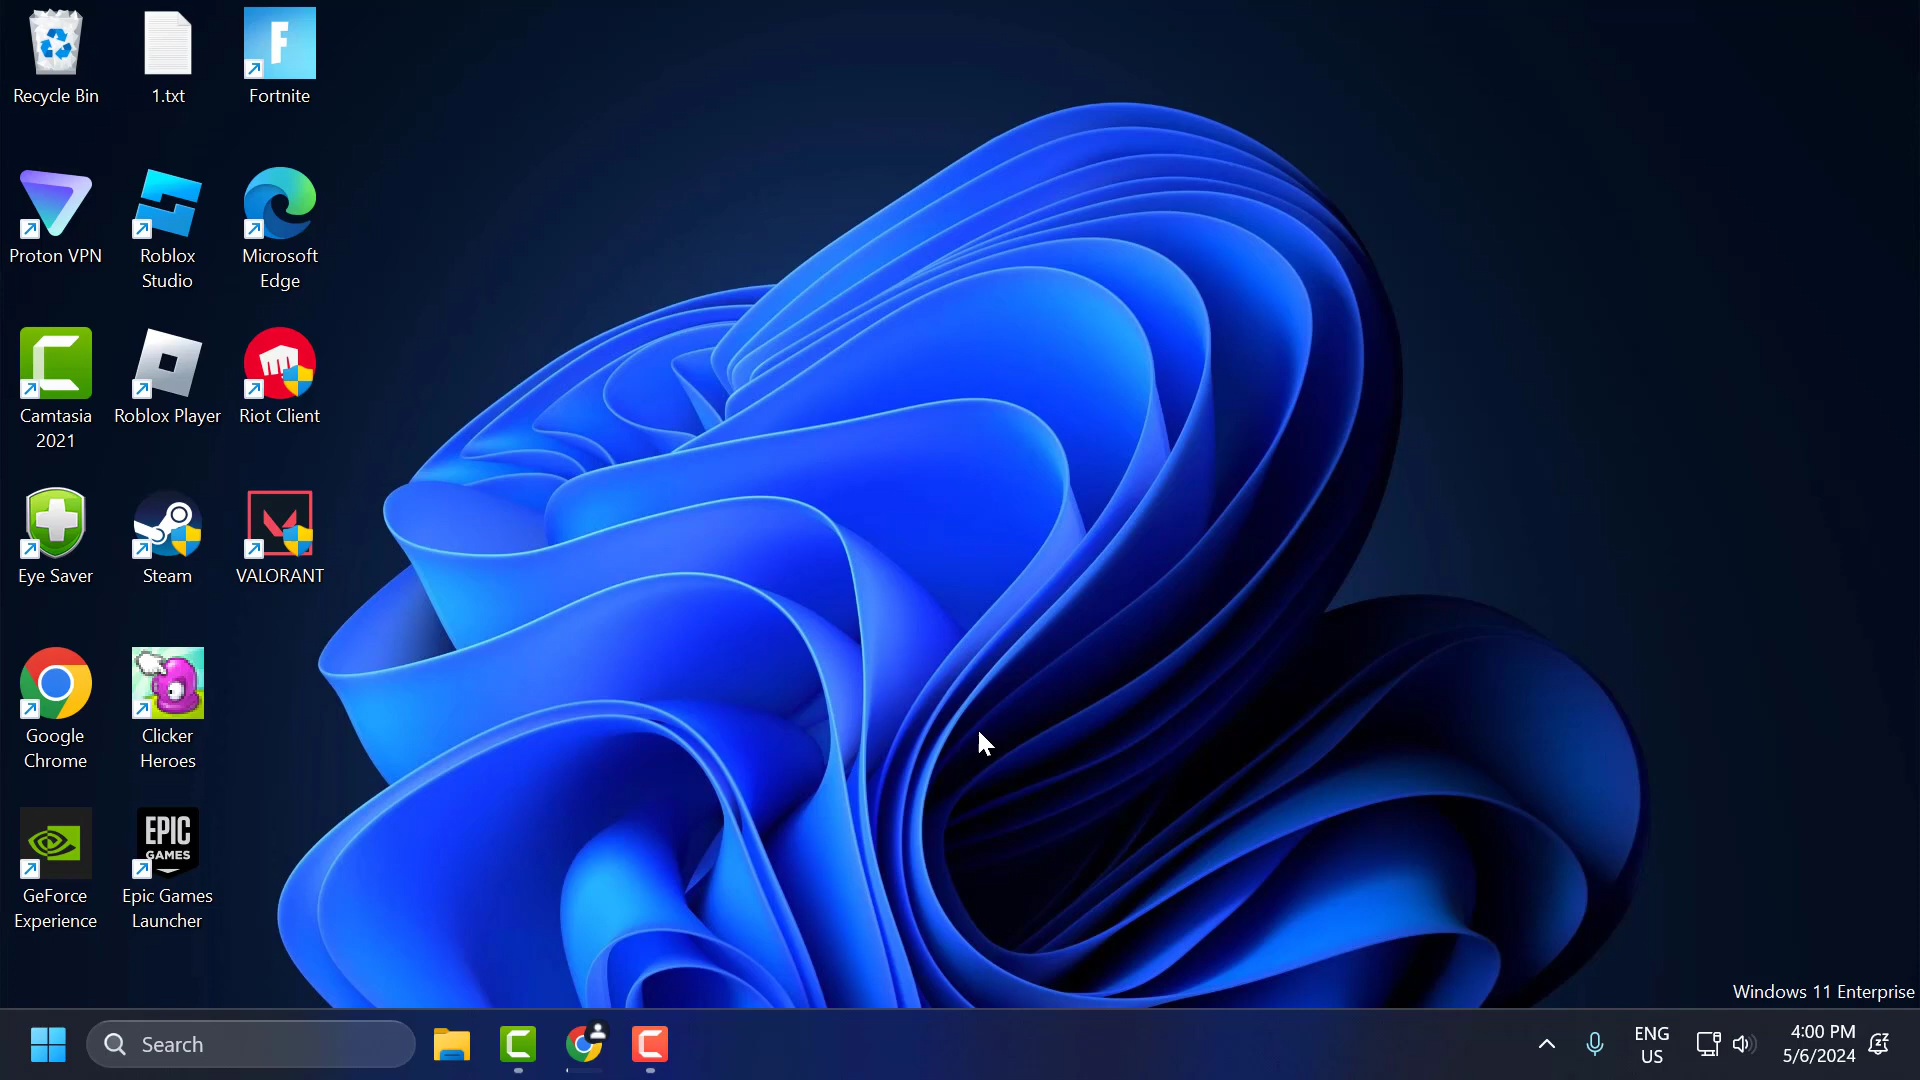 Recycle Bin
1.txt
Fortnite
F
Proton VPN
Roblox
Studio
Microsoft
Edge
Camtasia
2021
Roblox Player
Riot Client
Eye Saver
Steam
VALORANT
Google
Chrome
Clicker
Heroes
EPIC
GAMES
GeForce
Experience
Epic Games
Launcher
Windows 11 Enterprise
Search
ENG
US
4:00 PM
5/6/2024